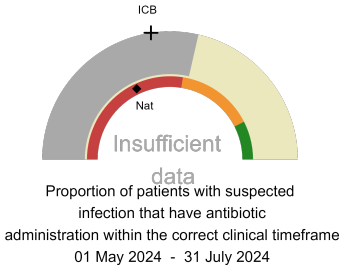 ICB
Nat
Insufficient
data
Proportion of patients with suspected
infection that have antibiotic
administration within the correct clinical timeframe
01 May 2024 - 31 July 2024